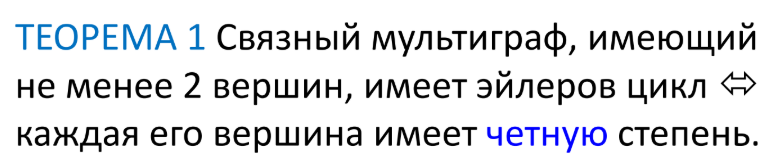 ТЕОРЕМА 1 Связный мультиграф, имеющий
не менее 2 вершин, имеет эйлеров цикл ⇔
каждая его вершина имеет четную степень.